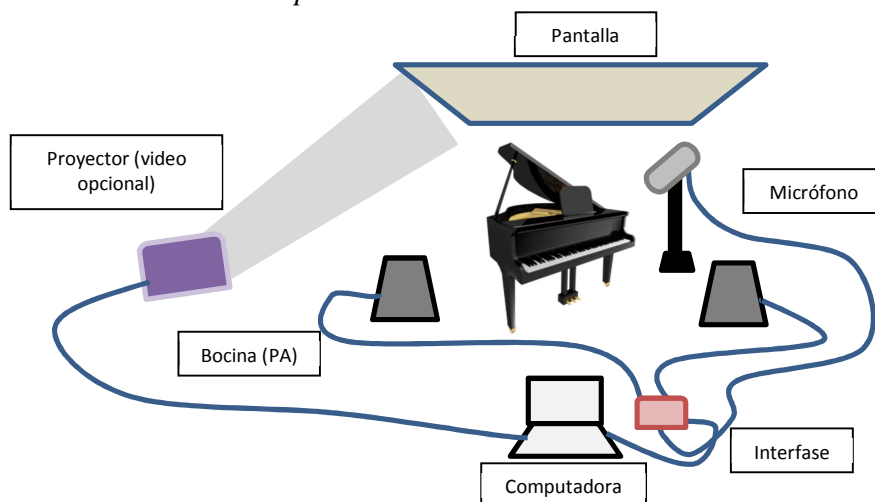 Pantalla
Proyector (video
opcional)
Micrófono
Bocina (PA)
Interfase
Computadora